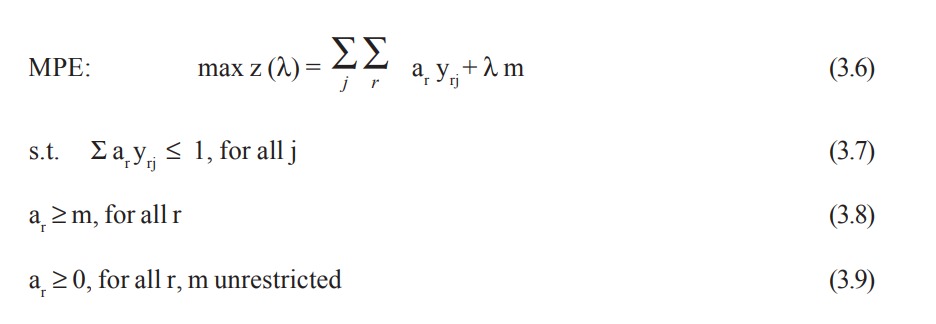 MPE: max z (λ) = Σ_j Σ_r a_r y_rj + λ m (3.6)
s.t. Σ a_r y_rj ≤ 1, for all j (3.7)
a_r ≥ m, for all r (3.8)
a_r ≥ 0, for all r, m unrestricted (3.9)